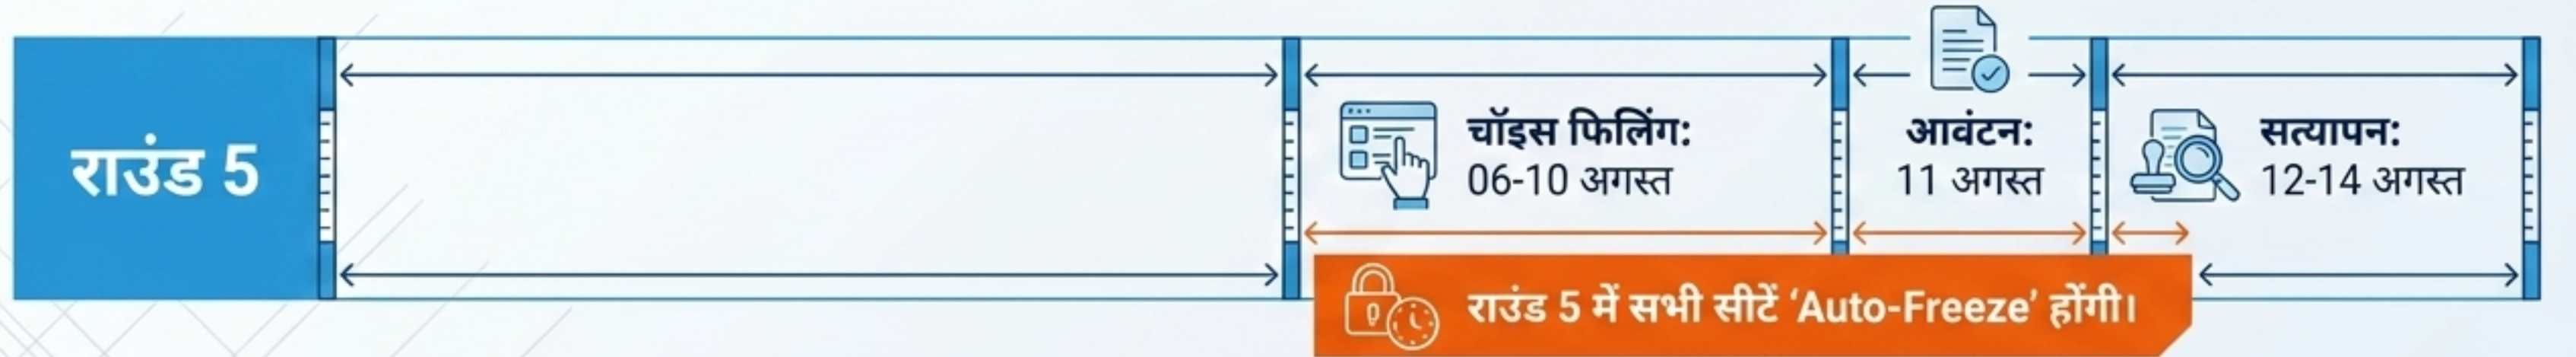 राउंड 5
चॉइस फिलिंग:
06-10 अगस्त
आवंटन:
11 अगस्त
सत्यापन:
12-14 अगस्त
राउंड 5 में सभी सीटें ‘Auto-Freeze’ होंगी।